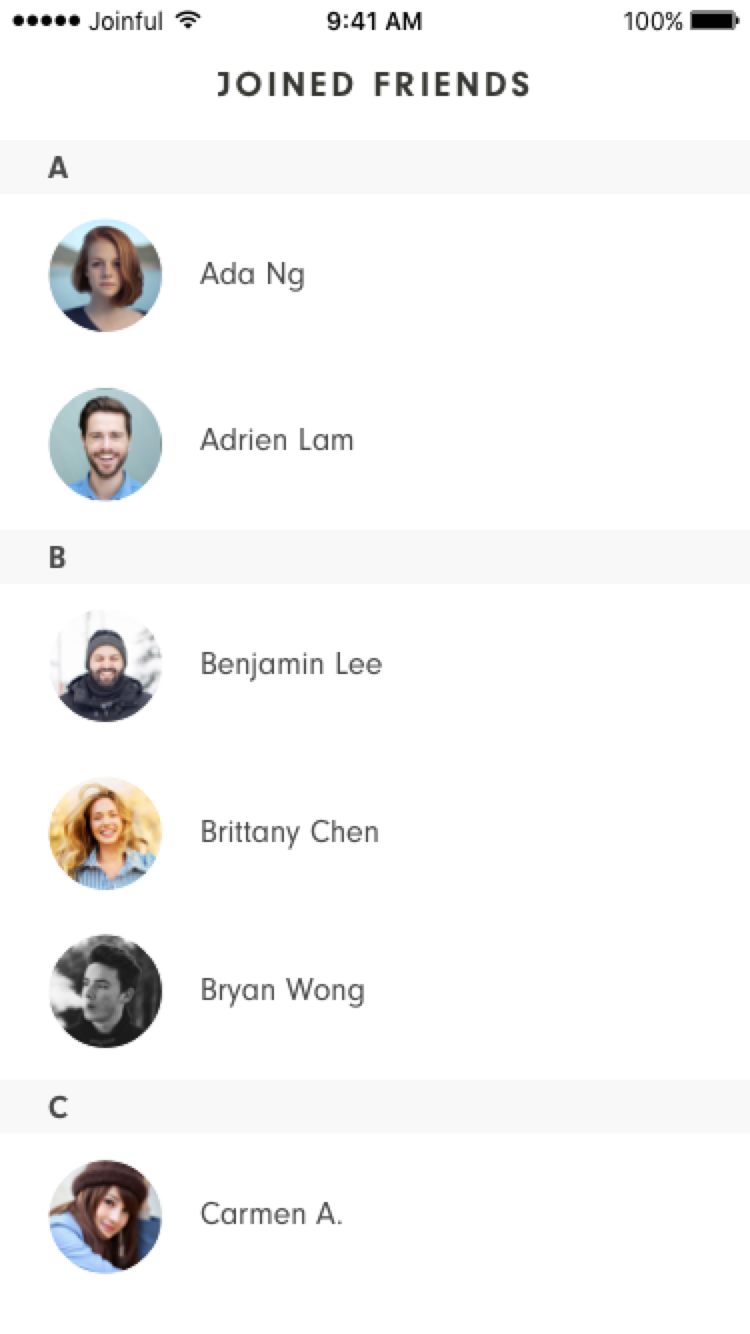 Joinful 9:41 AM 100%
JOINED FRIENDS
A
Ada Ng
Adrien Lam
B
Benjamin Lee
Brittany Chen
Bryan Wong
C
Carmen A.